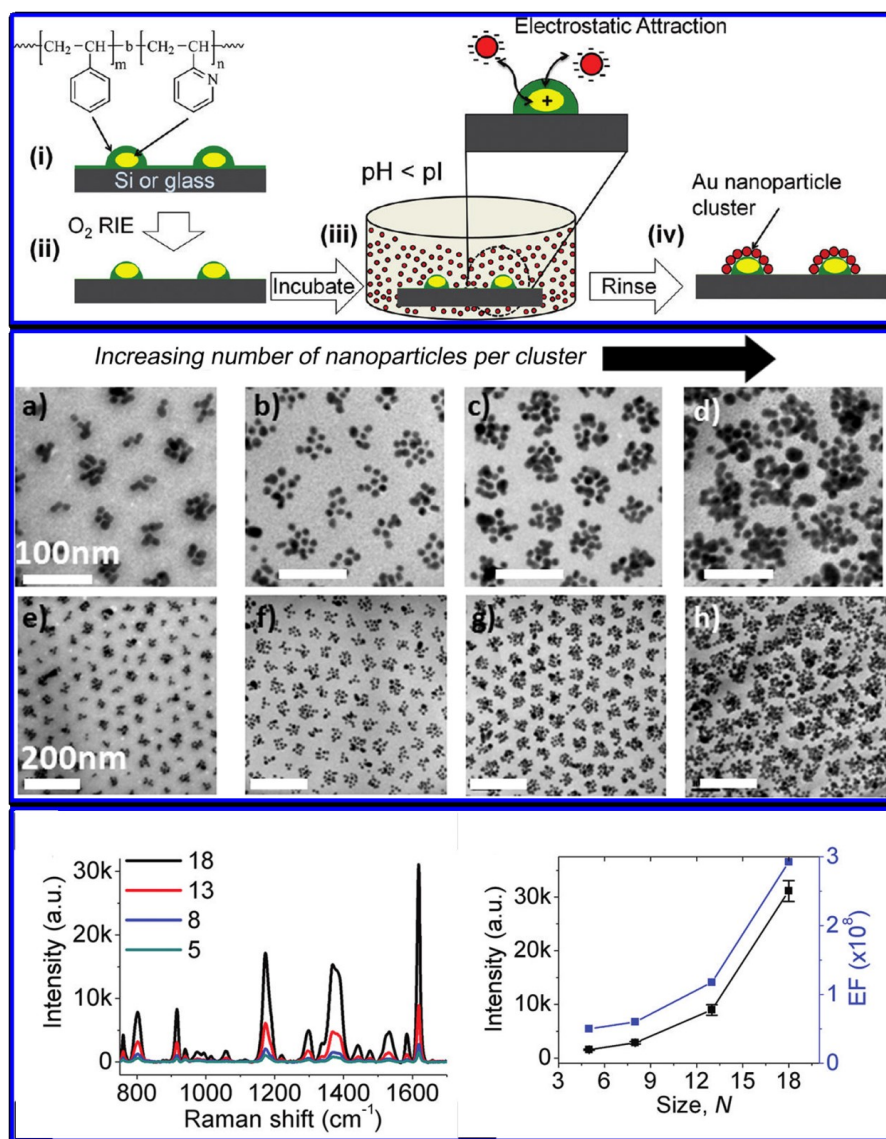 CH₂ — CH b CH₂ — CH
m n
N
Electrostatic Attraction
+
(i)
Si or glass
pH < pI
Au nanoparticle
cluster
O₂ RIE
(ii)
(iii)
(iv)
Incubate
Rinse
Increasing number of nanoparticles per cluster
a) b) c) d)
100nm
e) f) g) h)
200nm
30k
20k
10k
0
Intensity (a.u.)
18
13
8
5
800 1000 1200 1400 1600
Raman shift (cm⁻¹)
30k
20k
10k
0
Intensity (a.u.)
3
2
1
0
EF (x10⁸)
3 6 9 12 15 18
Size, N